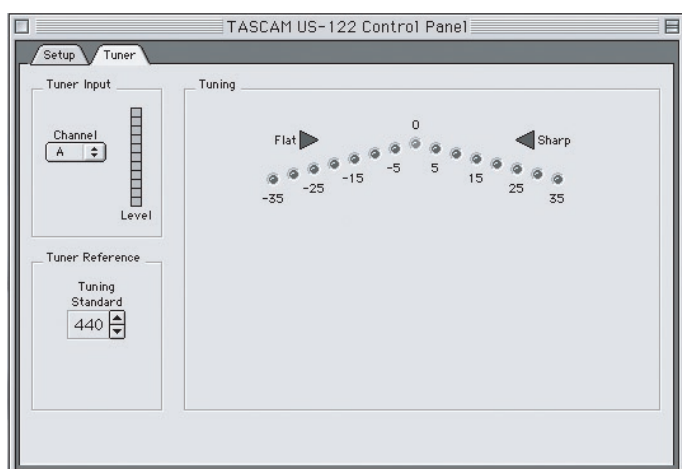 TASCAM US-122 Control Panel
Setup
Tuner
Tuner Input
Channel
A
Level
Tuner Reference
Tuning
Standard
440
Tuning
Flat
0
Sharp
-35
-25
-15
-5
5
15
25
35